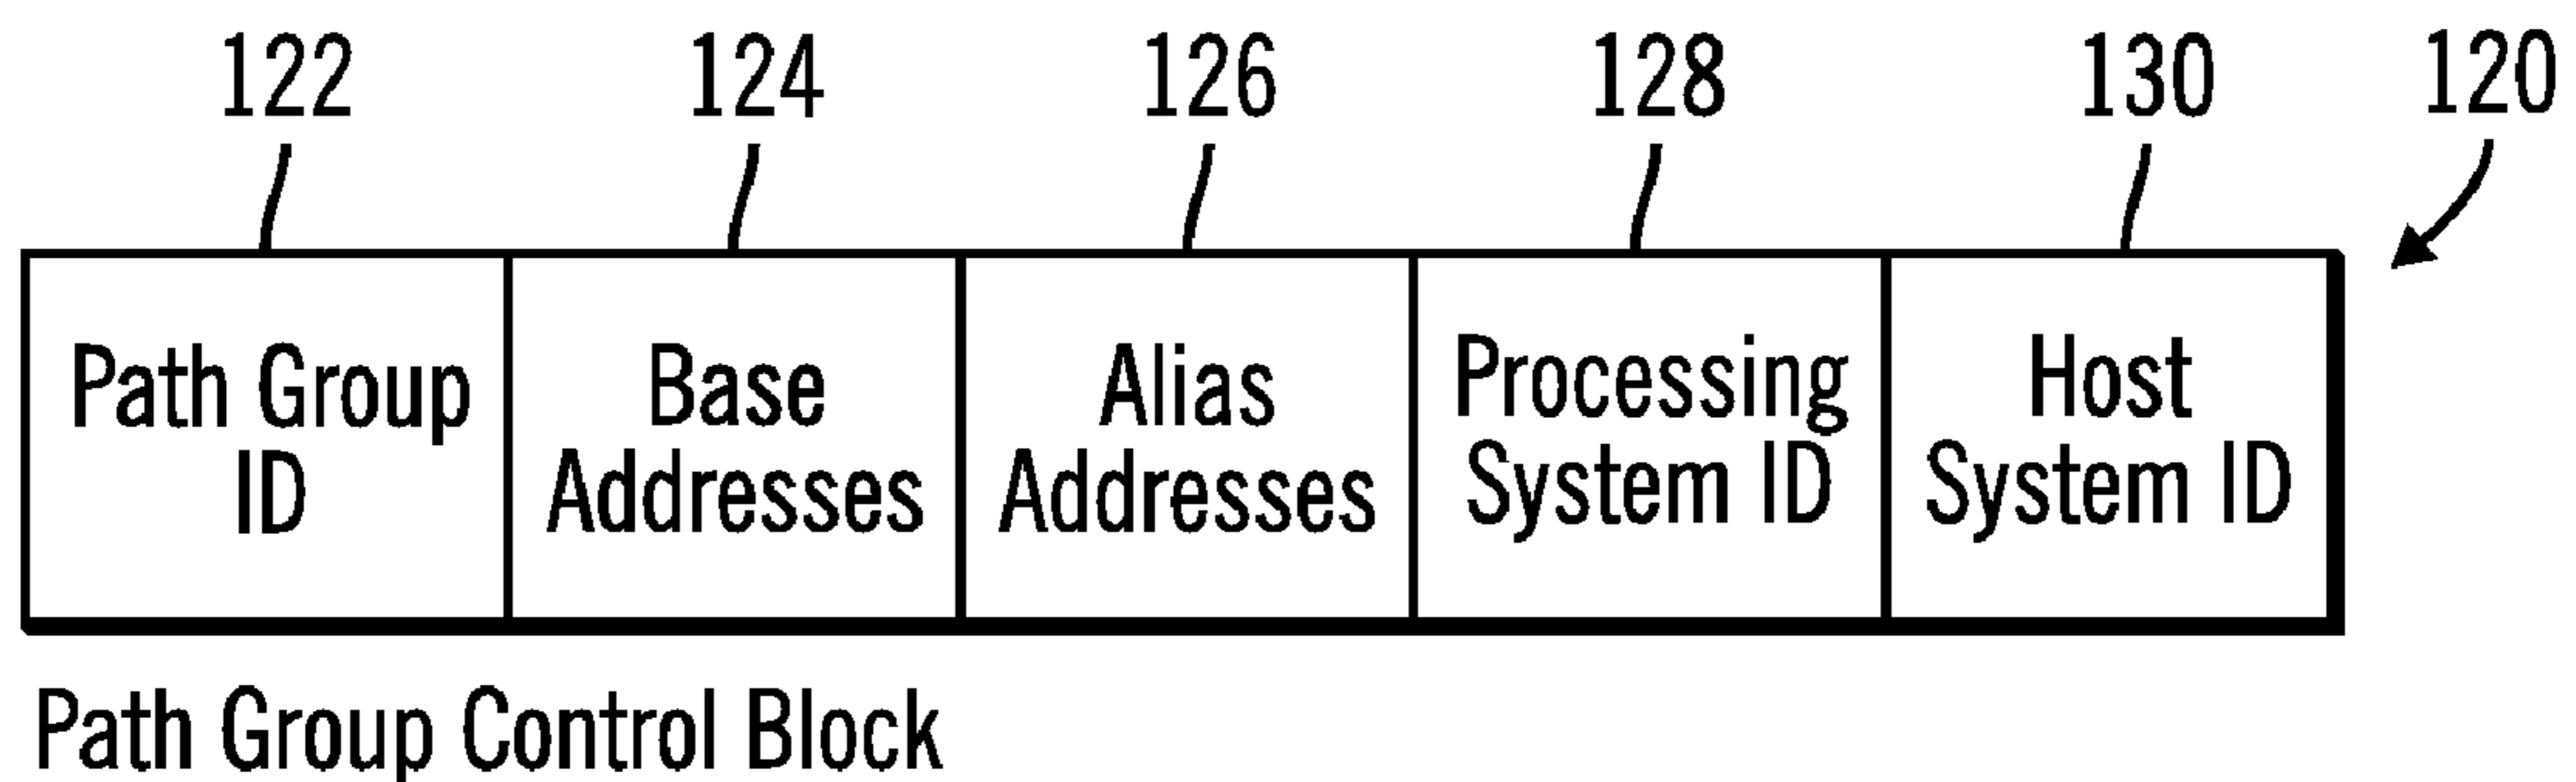 122 124 126 128 130 120
Path Group ID
Base Addresses
Alias Addresses
Processing System ID
Host System ID
Path Group Control Block